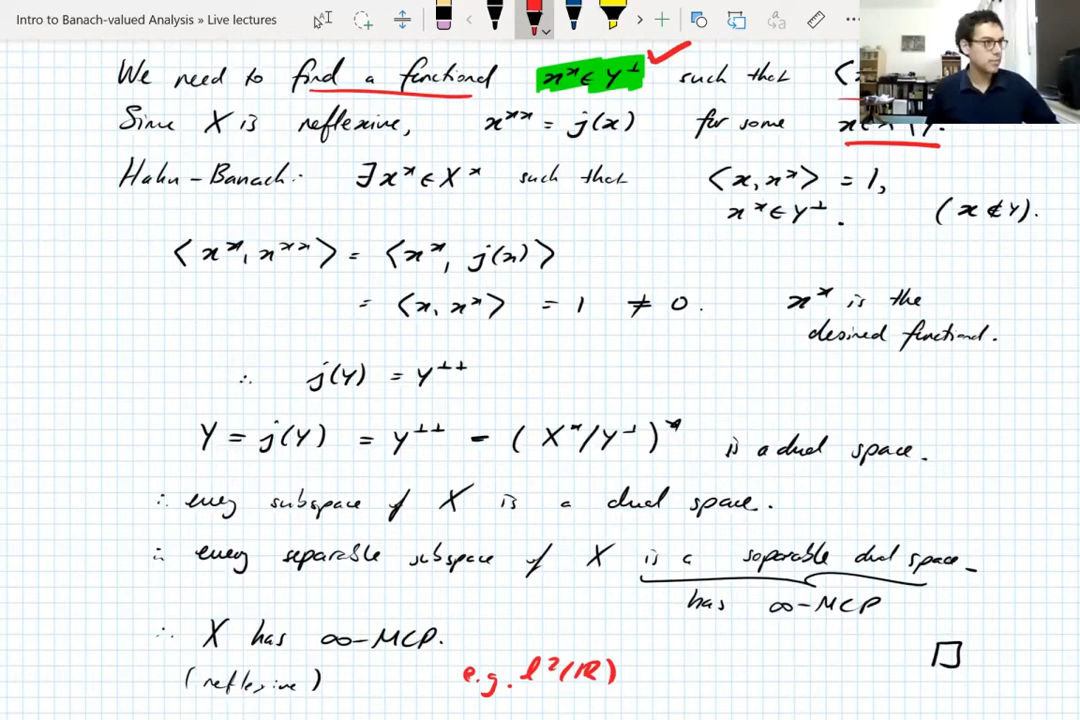 Intro to Banach-valued Analysis » Live lectures
We need to find a functional x* ∈ Y^⊥ such that <
Since X is reflexive, x** = j(x) for some
Hahn-Banach: ∃x* ∈ X* such that <x, x*> = 1,
x* ∈ Y^⊥. (x ∉ Y).
<x*, x**> = <x*, j(x)>
= <x, x*> = 1 ≠ 0. x* is the
desired functional.
∴ j(Y) = Y^⊥⊥
Y = j(Y) = Y^⊥⊥ = (X*/Y^⊥)* is a dual space.
∴ every subspace of X is a dual space.
∴ every separable subspace of X is a separable dual space.
has ∞-MCP
∴ X has ∞-MCP.
(reflexive) e.g. l²(ℝ)